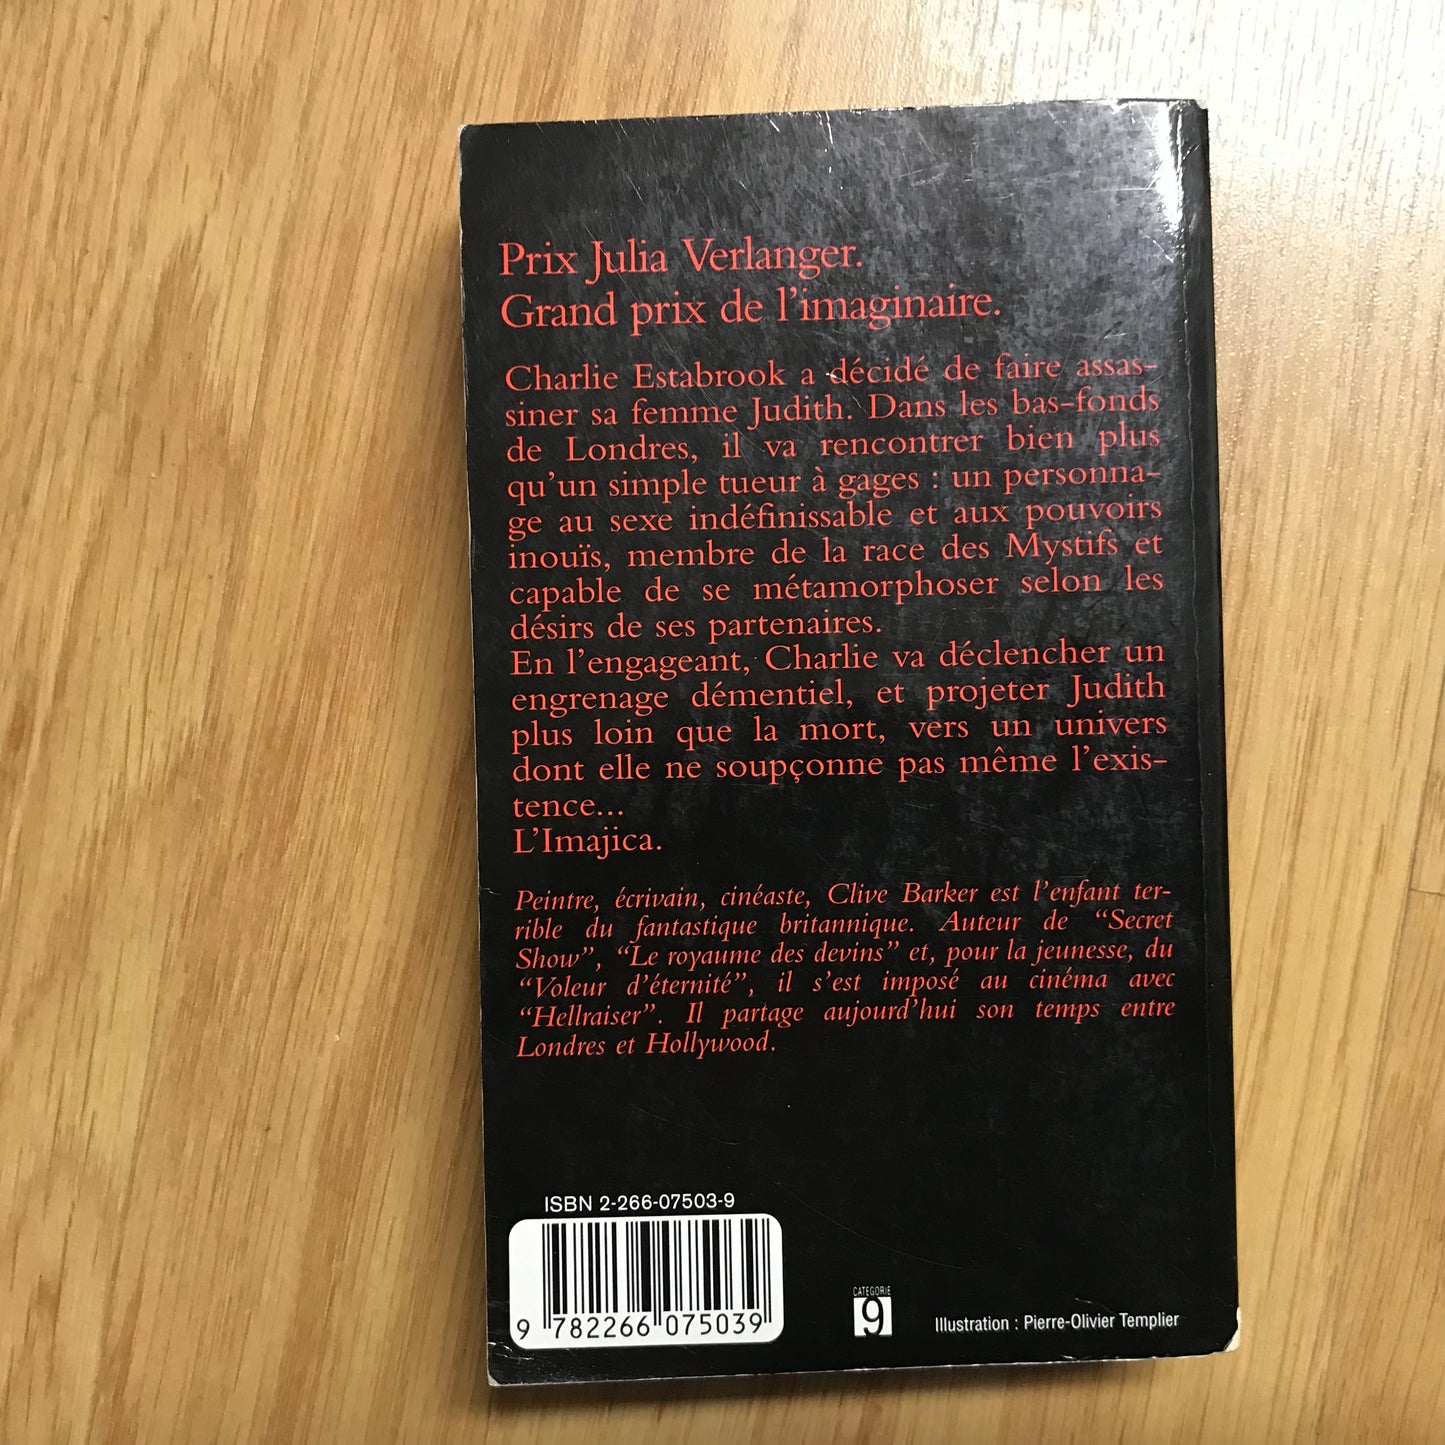 Prix Julia Verlanger.
Grand prix de l'imaginaire.
Charlie Estabrook a décidé de faire assas-
siner sa femme Judith. Dans les bas-fonds
de Londres, il va rencontrer bien plus
qu'un simple tueur à gages : un personna-
ge au sexe indéfinissable et aux pouvoirs
inouïs, membre de la race des Mystifs et
capable de se métamorphoser selon les
désirs de ses partenaires.
En l'engageant, Charlie va déclencher un
engrenage démentiel, et projeter Judith
plus loin que la mort, vers un univers
dont elle ne soupçonne pas même l'exis-
tence...
L'Imajica.
Peintre, écrivain, cinéaste, Clive Barker est l'enfant ter-
rible du fantastique britannique. Auteur de "Secret
Show", "Le royaume des devins" et, pour la jeunesse, du
"Voleur d'éternité", il s'est imposé au cinéma avec
"Hellraiser". Il partage aujourd'hui son temps entre
Londres et Hollywood.
ISBN 2-266-07503-9
9 782266 075039
CATEGORIE
9
Illustration : Pierre-Olivier Templier